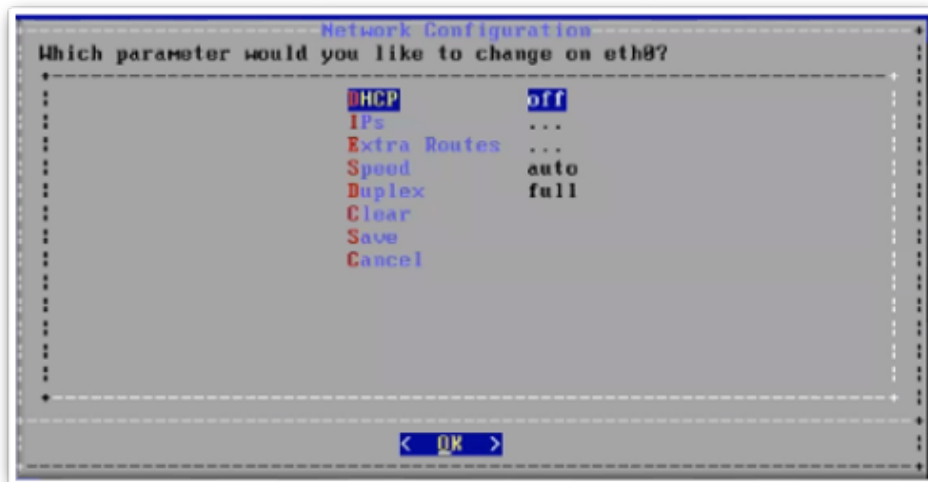 Network Configuration
Which parameter would you like to change on eth0?
DHCP off
IPs ...
Extra Routes ...
Speed auto
Duplex full
Clear
Save
Cancel
< OK >